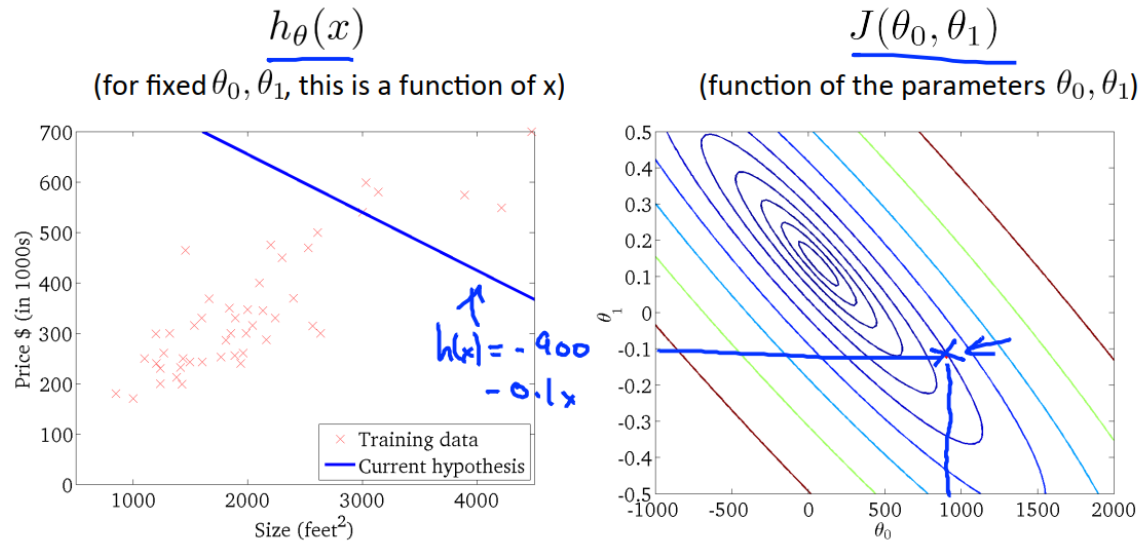 hθ(x)
(for fixed θ0, θ1, this is a function of x)
700
600
500
400
300
200
100
0
Price $ (in 1000s)
1000
2000
3000
4000
Size (feet²)
Training data
Current hypothesis
h(x) = -900
- 0.1x
J(θ0, θ1)
(function of the parameters θ0, θ1)
0.5
0.4
0.3
0.2
0.1
0
-0.1
-0.2
-0.3
-0.4
-0.5
θ1
-1000
-500
0
500
1000
1500
2000
θ0